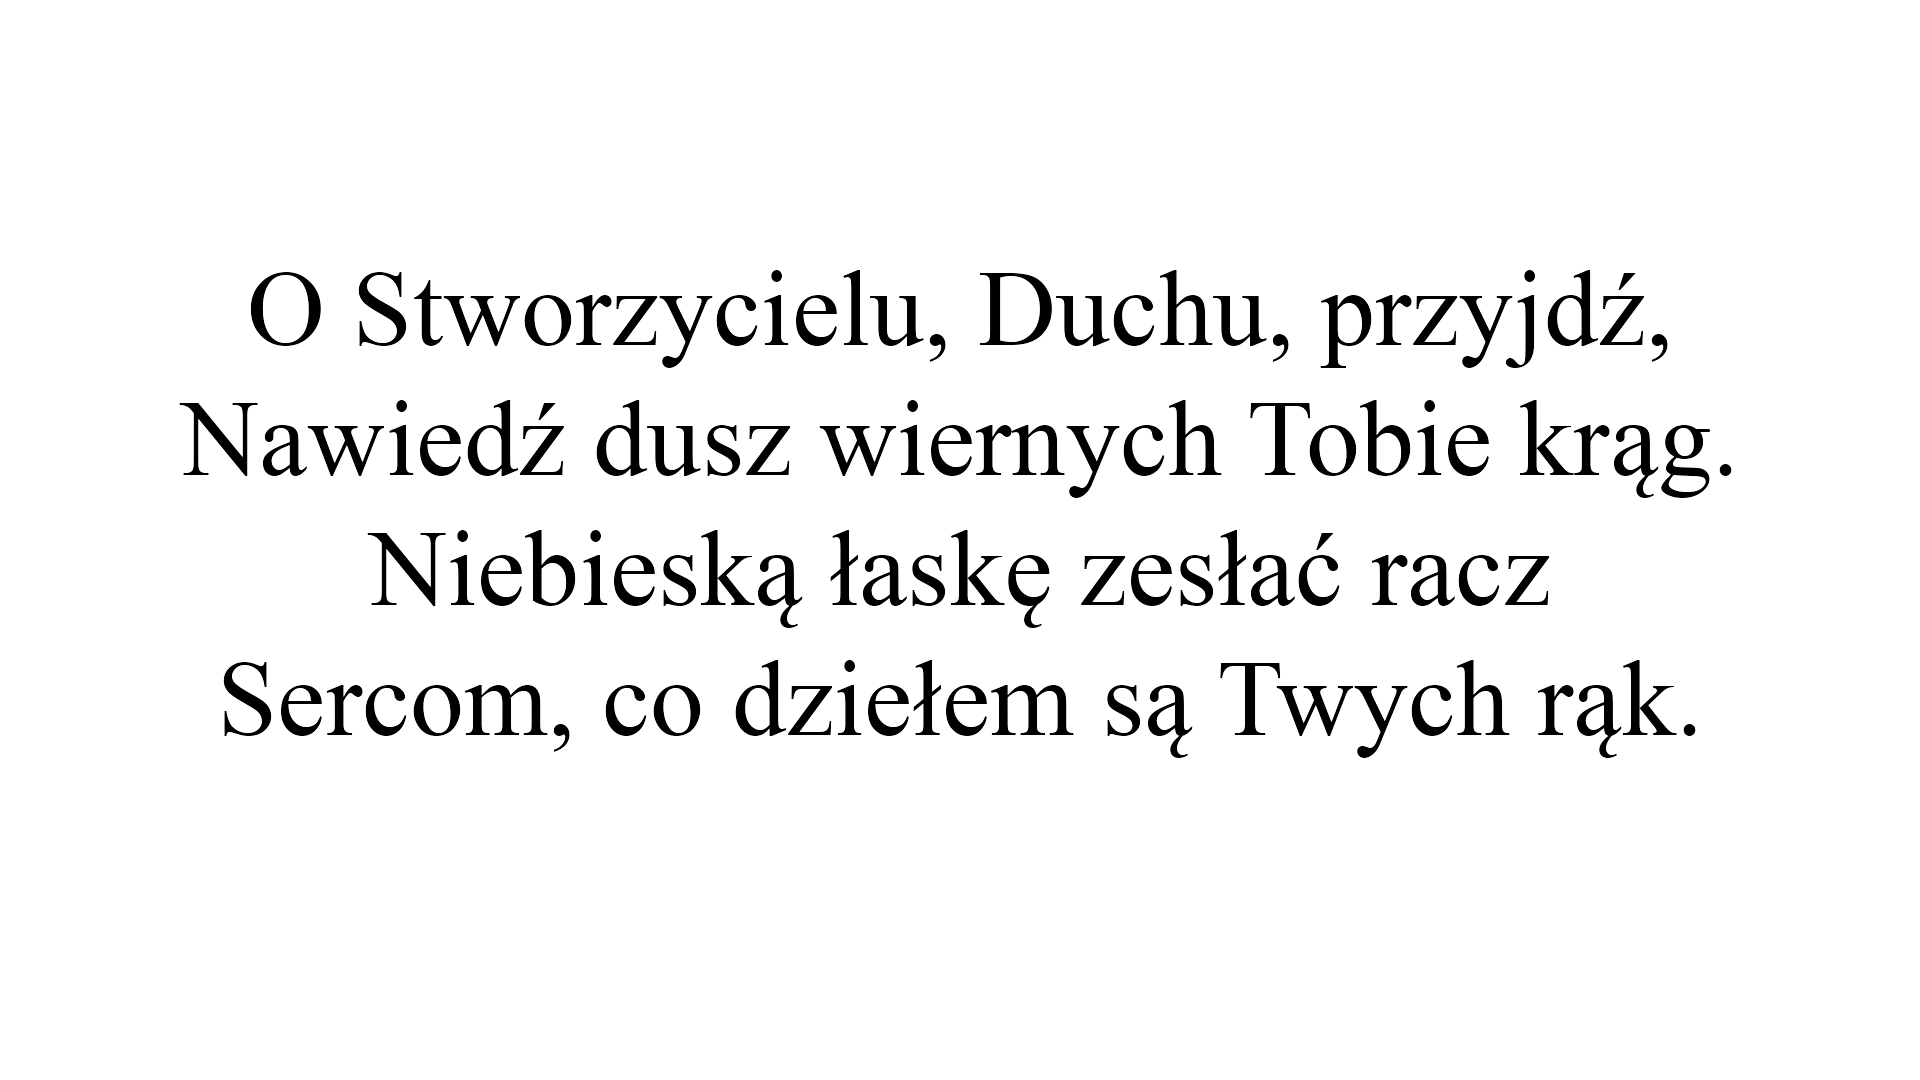 O Stworzycielu, Duchu, przyjdź,
Nawiedź dusz wiernych Tobie krąg.
Niebieską łaskę zesłać racz
Sercom, co dziełem są Twych rąk.